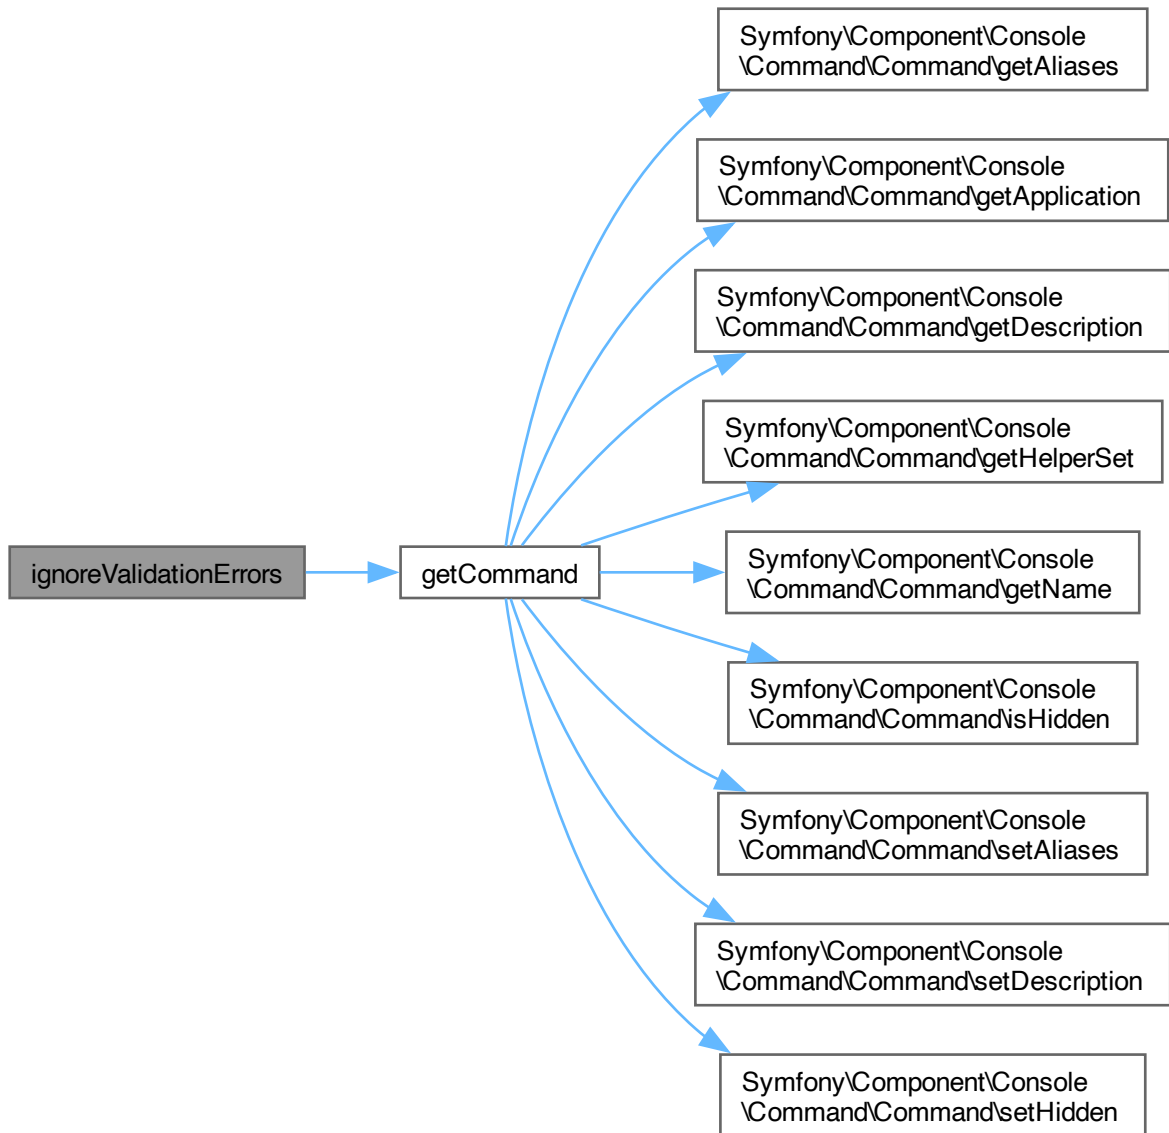 ignoreValidationErrors
getCommand
Symfony\Component\Console
\Command\Command\getAliases
Symfony\Component\Console
\Command\Command\getApplication
Symfony\Component\Console
\Command\Command\getDescription
Symfony\Component\Console
\Command\Command\getHelperSet
Symfony\Component\Console
\Command\Command\getName
Symfony\Component\Console
\Command\Command\isHidden
Symfony\Component\Console
\Command\Command\setAliases
Symfony\Component\Console
\Command\Command\setDescription
Symfony\Component\Console
\Command\Command\setHidden